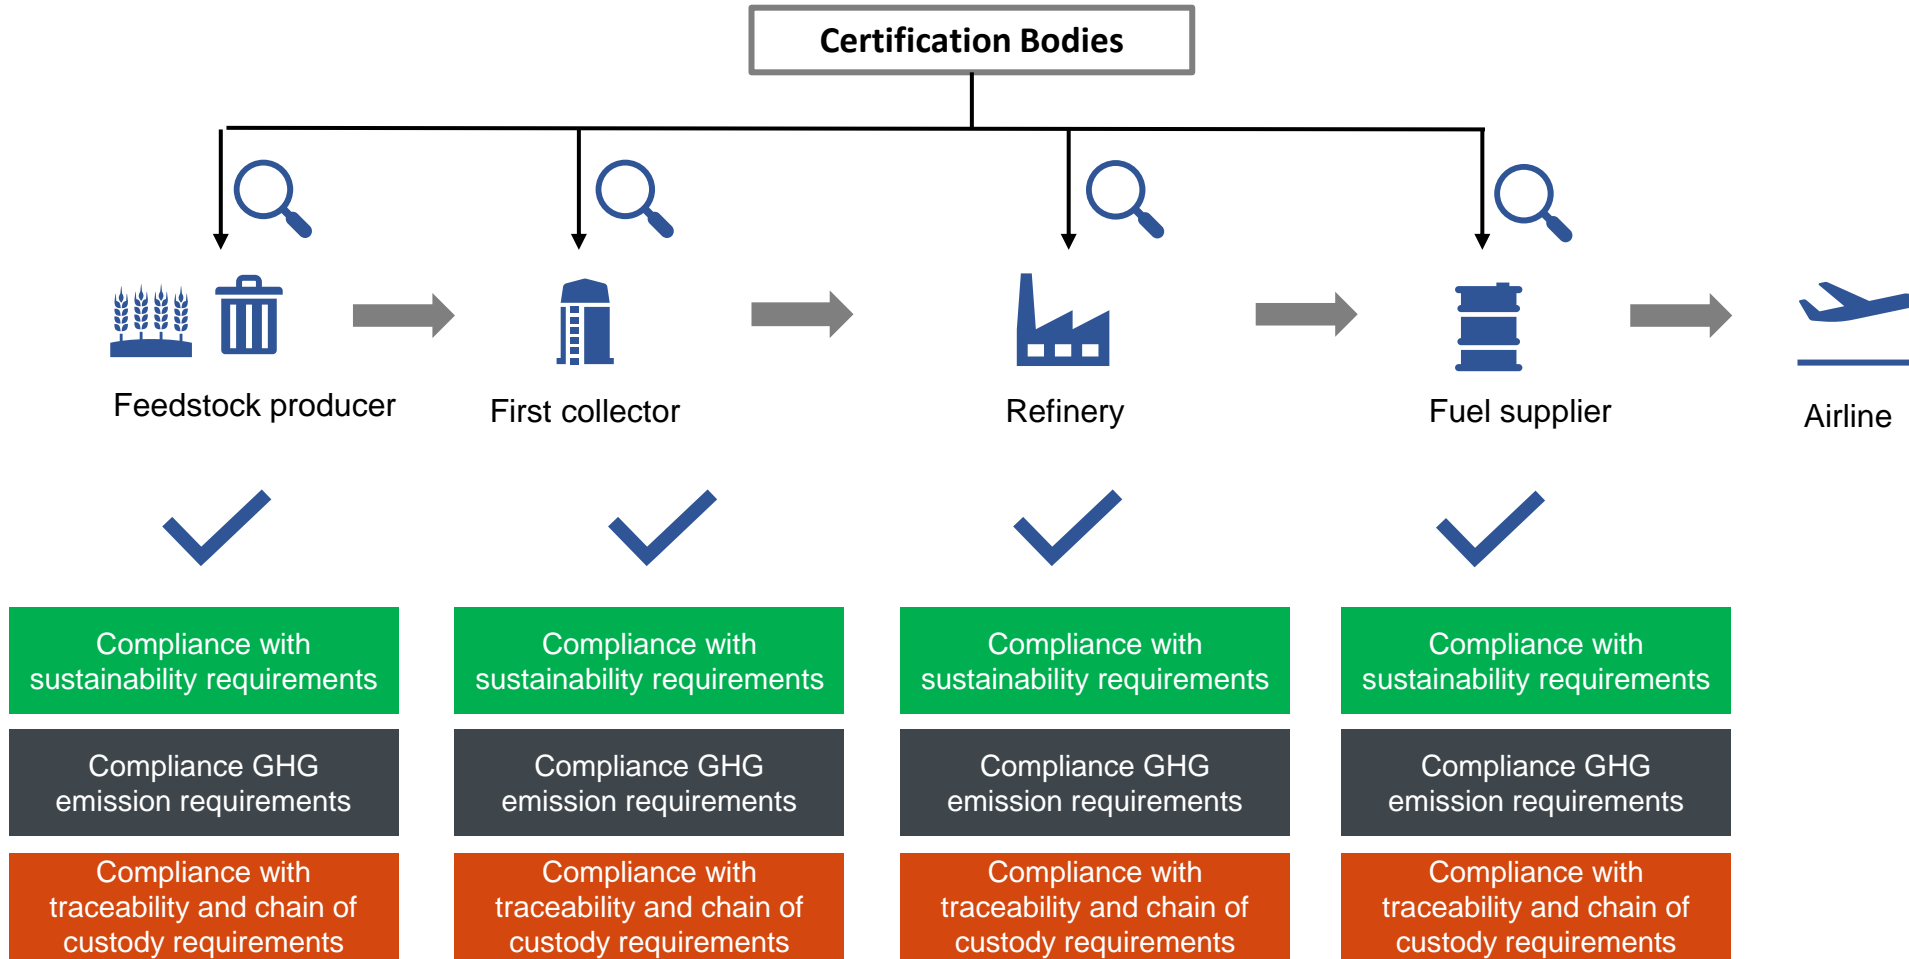 Certification Bodies
Feedstock producer
First collector
Refinery
Fuel supplier
Airline
Compliance with
sustainability requirements
Compliance with
sustainability requirements
Compliance with
sustainability requirements
Compliance with
sustainability requirements
Compliance GHG
emission requirements
Compliance GHG
emission requirements
Compliance GHG
emission requirements
Compliance GHG
emission requirements
Compliance with
traceability and chain of
custody requirements
Compliance with
traceability and chain of
custody requirements
Compliance with
traceability and chain of
custody requirements
Compliance with
traceability and chain of
custody requirements